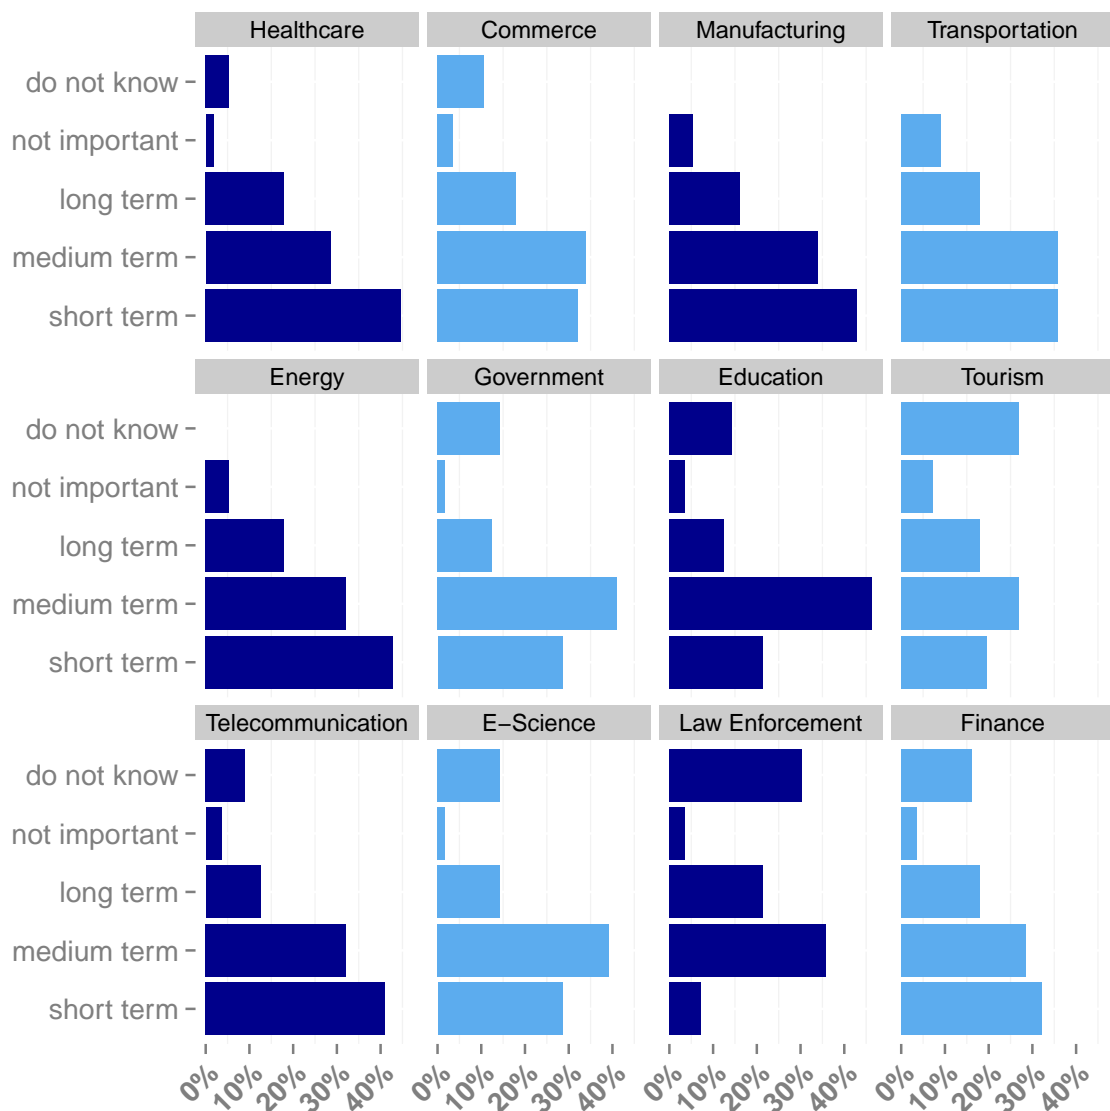 Healthcare Commerce Manufacturing Transportation
do not know
not important
long term
medium term
short term
Energy Government Education Tourism
do not know
not important
long term
medium term
short term
Telecommunication E−Science Law Enforcement Finance
do not know
not important
long term
medium term
short term
0% 10% 20% 30% 40% 0% 10% 20% 30% 40% 0% 10% 20% 30% 40% 0% 10% 20% 30% 40%